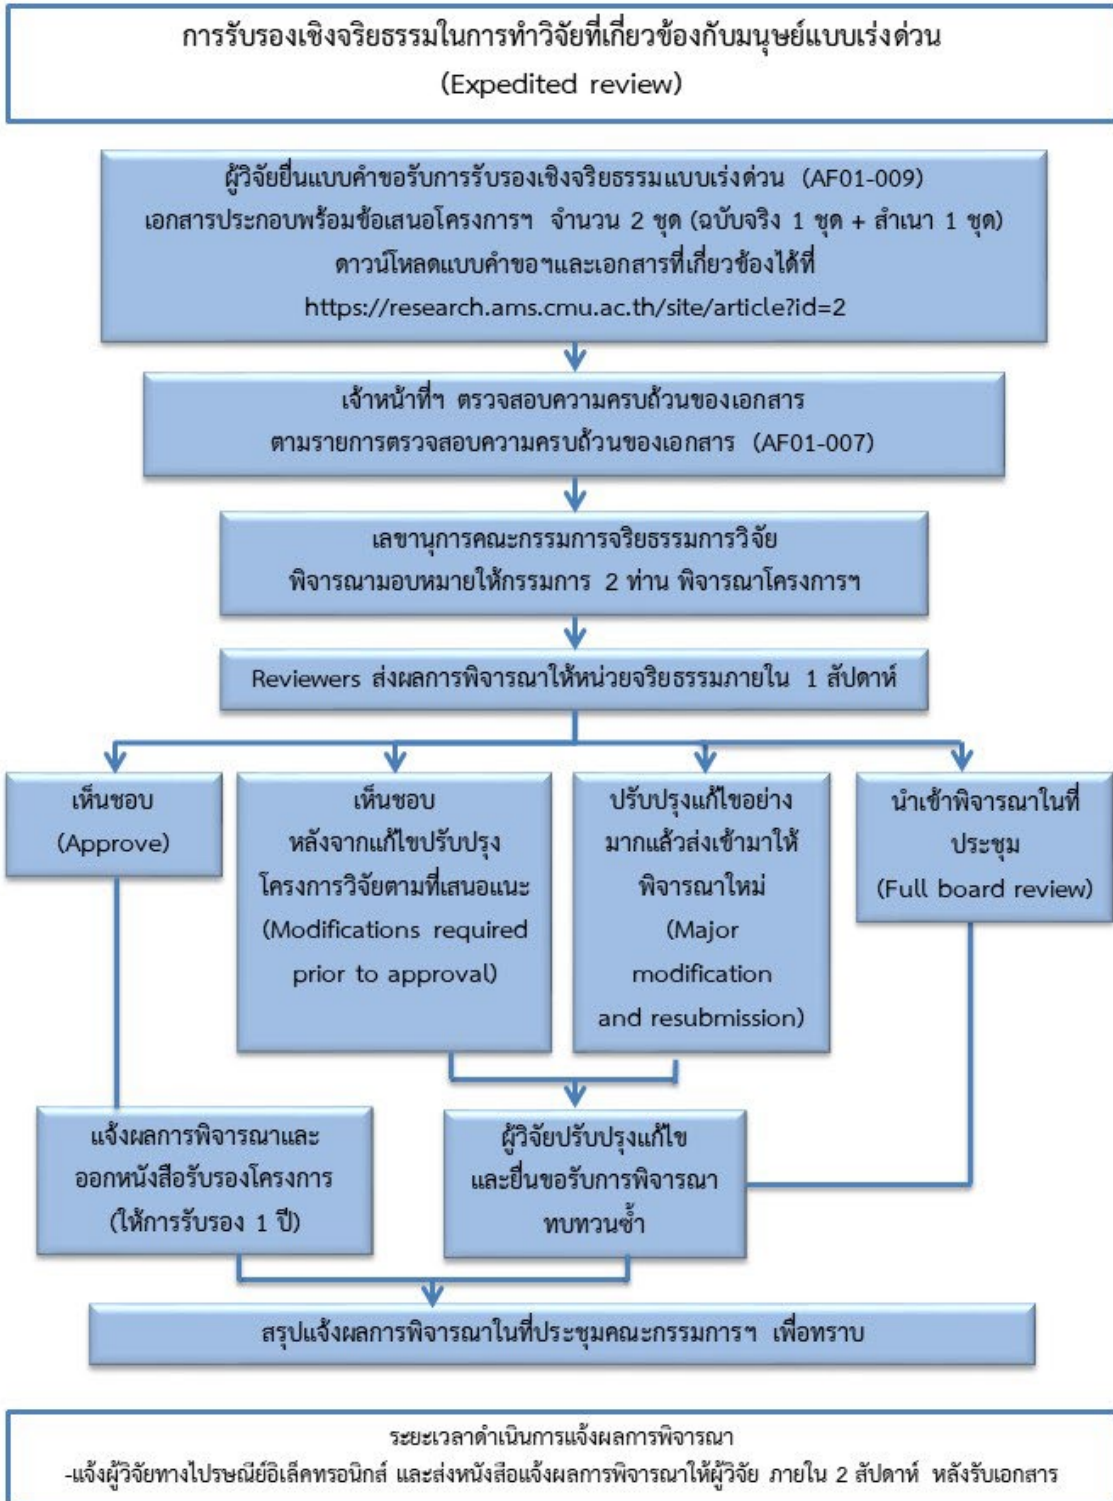 การรับรองเชิงจริยธรรมในการทำวิจัยที่เกี่ยวข้องกับมนุษย์แบบเร่งด่วน
(Expedited review)
ผู้วิจัยยื่นแบบคำขอรับการรับรองเชิงจริยธรรมแบบเร่งด่วน (AF01-009)
เอกสารประกอบพร้อมข้อเสนอโครงการฯ จำนวน 2 ชุด (ฉบับจริง 1 ชุด + สำเนา 1 ชุด)
ดาวน์โหลดแบบคำขอฯและเอกสารที่เกี่ยวข้องได้ที่
https://research.ams.cmu.ac.th/site/article?id=2
เจ้าหน้าที่ฯ ตรวจสอบความครบถ้วนของเอกสาร
ตามรายการตรวจสอบความครบถ้วนของเอกสาร (AF01-007)
เลขานุการคณะกรรมการจริยธรรมการวิจัย
พิจารณามอบหมายให้กรรมการ 2 ท่าน พิจารณาโครงการฯ
Reviewers ส่งผลการพิจารณาให้หน่วยจริยธรรมภายใน 1 สัปดาห์
เห็นชอบ
(Approve)
เห็นชอบ
หลังจากแก้ไขปรับปรุง
โครงการวิจัยตามที่เสนอแนะ
(Modifications required
prior to approval)
ปรับปรุงแก้ไขอย่าง
มากแล้วส่งเข้ามาให้
พิจารณาใหม่
(Major
modification
and resubmission)
นำเข้าพิจารณาในที่
ประชุม
(Full board review)
แจ้งผลการพิจารณาและ
ออกหนังสือรับรองโครงการ
(ให้การรับรอง 1 ปี)
ผู้วิจัยปรับปรุงแก้ไข
และยื่นขอรับการพิจารณา
ทบทวนซ้ำ
สรุปแจ้งผลการพิจารณาในที่ประชุมคณะกรรมการฯ เพื่อทราบ
ระยะเวลาดำเนินการแจ้งผลการพิจารณา
-แจ้งผู้วิจัยทางไปรษณีย์อิเล็คทรอนิกส์ และส่งหนังสือแจ้งผลการพิจารณาให้ผู้วิจัย ภายใน 2 สัปดาห์ หลังรับเอกสาร